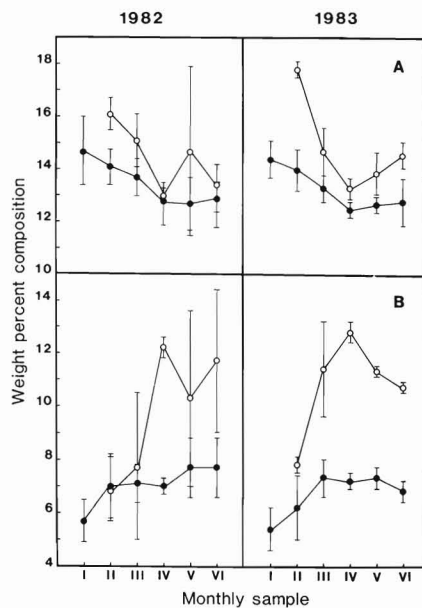 1982 1983
A
18
16
14
12
10
B
14
12
10
8
6
4
I II III IV V VI I II III IV V VI
Weight percent composition
Monthly sample